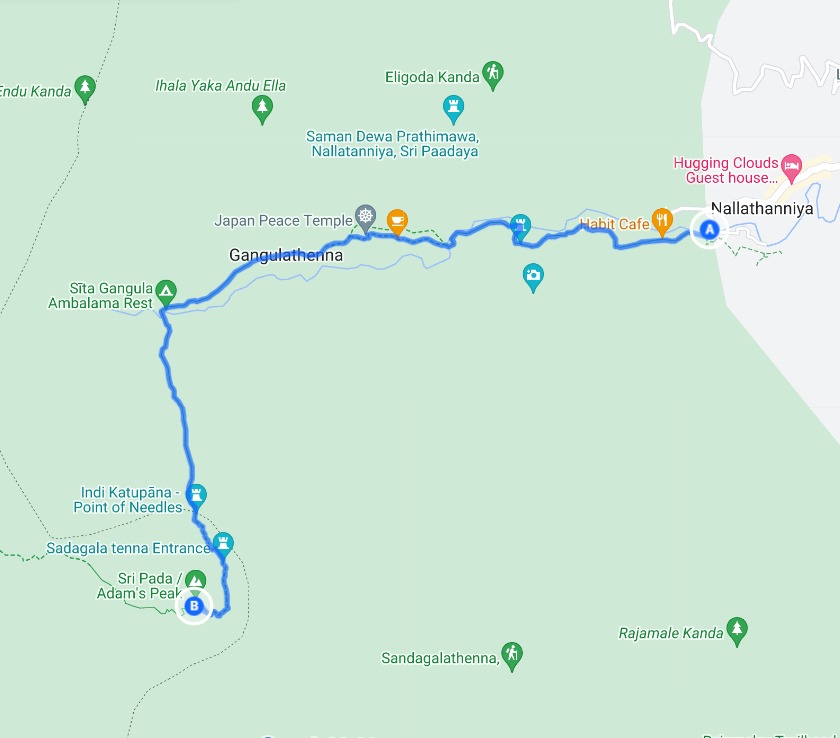 Endu Kanda
Ihala Yaka Andu Ella
Eligoda Kanda
Saman Dewa Prathimawa,
Nallatanniya, Sri Paadaya
Hugging Clouds
Guest house...
Nallathanniya
Japan Peace Temple
Habit Cafe
A
Gangulathenna
Sīta Gangula
Ambalama Rest
Indi Katupāna -
Point of Needles
Sadagala tenna Entrance
Sri Pada /
Adam's Peak
B
Rajamale Kanda
Sandagalathenna,